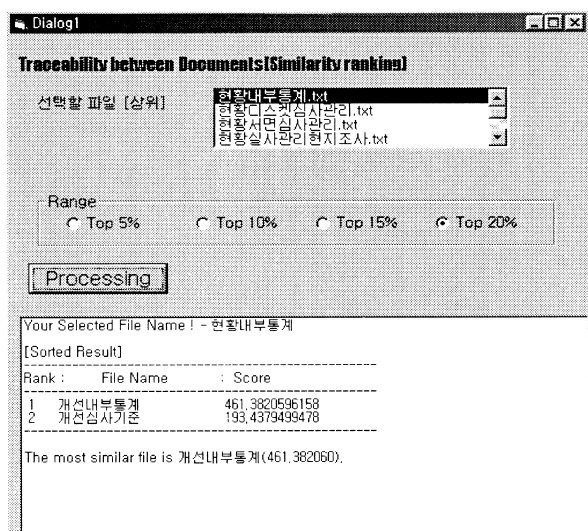 Dialog1
Traceability between Documents[Similarity ranking]
선택할 파일 [상위]
현황내부통계.txt
현황디스켓심사관리.txt
현황서면심사관리.txt
현황실사관리현지조사.txt
Range
Top 5% Top 10% Top 15% Top 20%
Processing
Your Selected File Name ! - 현황내부통계
[Sorted Result]
Rank : File Name : Score
1 개선내부통계 461,3820596158
2 개선심사기준 193,4379499478
The most similar file is 개선내부통계(461,382060),